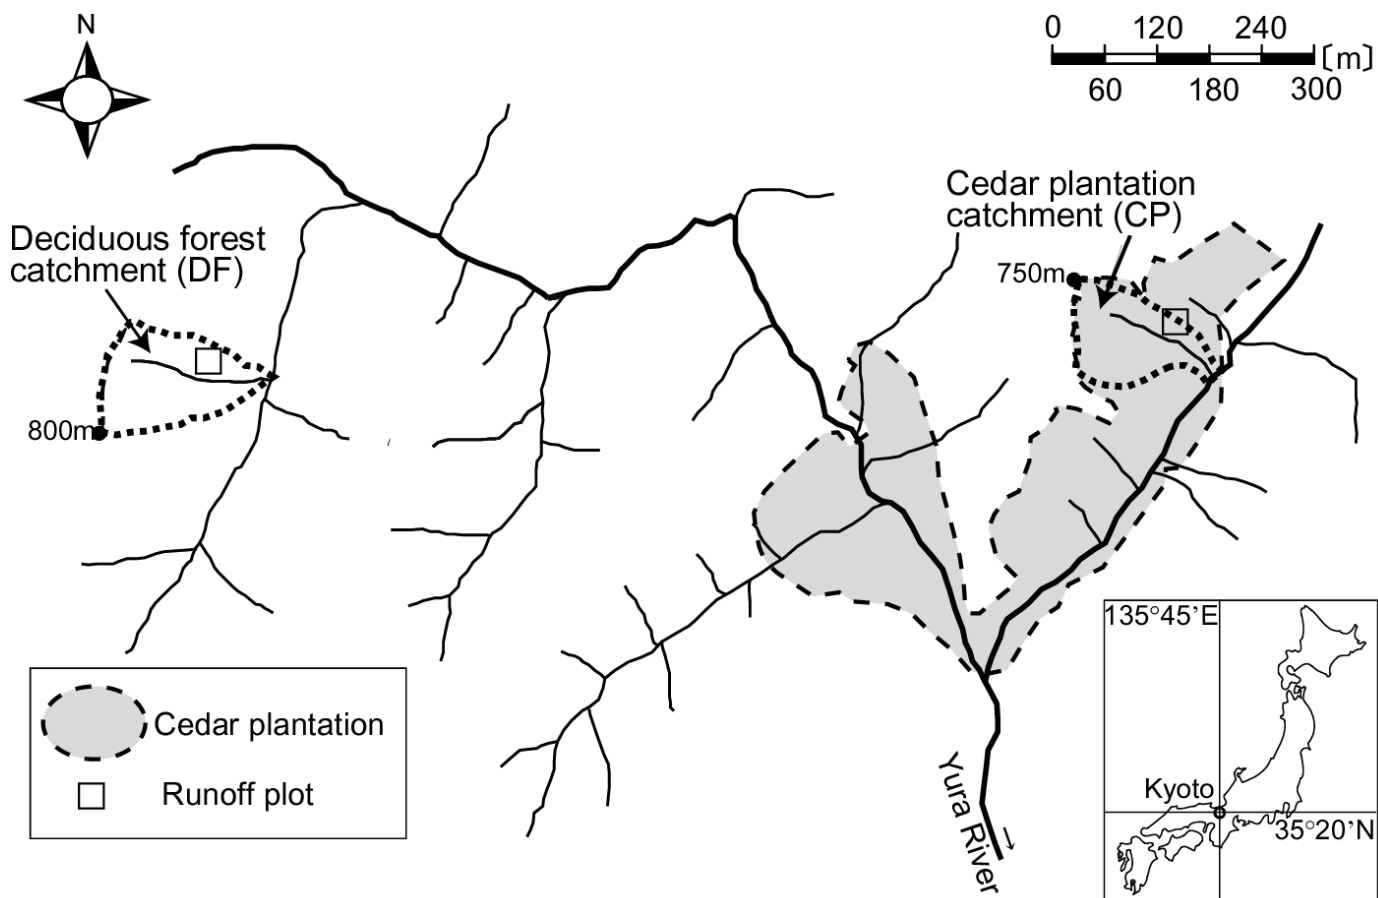 N
0 120 240
[m]
60 180 300
Cedar plantation
catchment (CP)
750m
Deciduous forest
catchment (DF)
800m
Cedar plantation
Runoff plot
Yura River
135°45’E
Kyoto
35°20’N